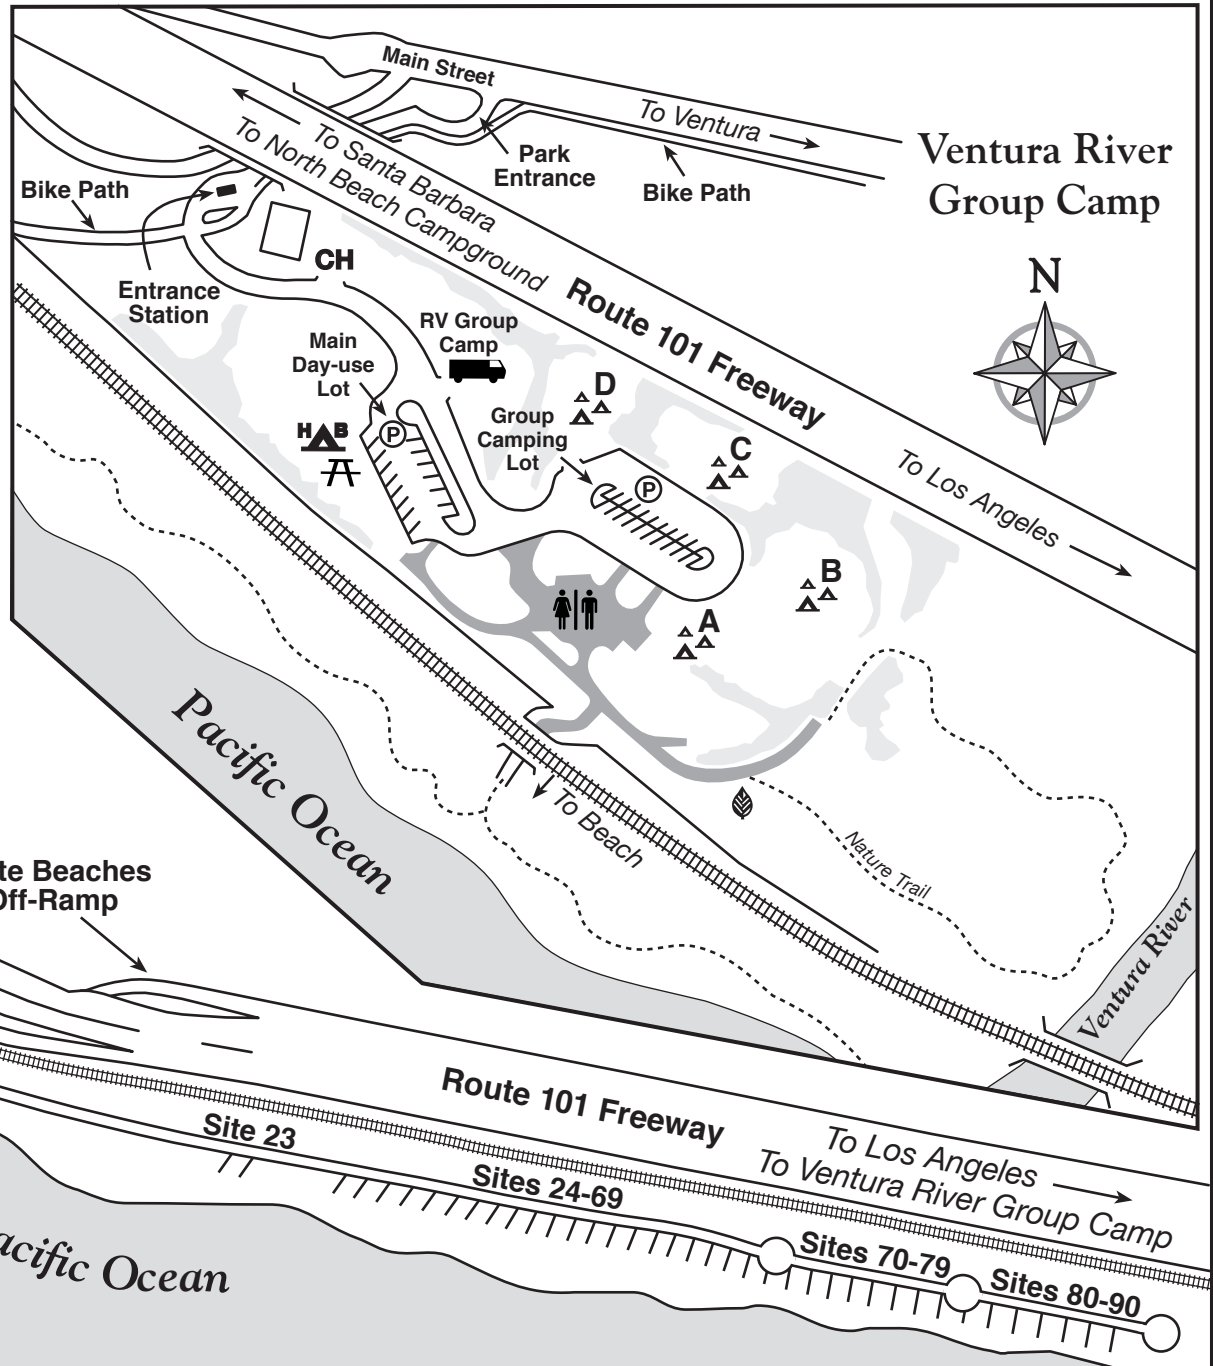 Main Street
To Ventura
Park
Entrance
Bike Path
Ventura River
Group Camp
N
To Santa Barbara
To North Beach Campground
Route 101 Freeway
To Los Angeles
Bike Path
Entrance
Station
CH
RV Group
Camp
Main
Day-use
Lot
P
H B
Group
Camping
Lot
P
D
C
B
A
Pacific Ocean
To Beach
Nature Trail
Ventura River
te Beaches
Off-Ramp
Route 101 Freeway
To Los Angeles
To Ventura River Group Camp
Site 23
Sites 24-69
Sites 70-79
Sites 80-90
acific Ocean